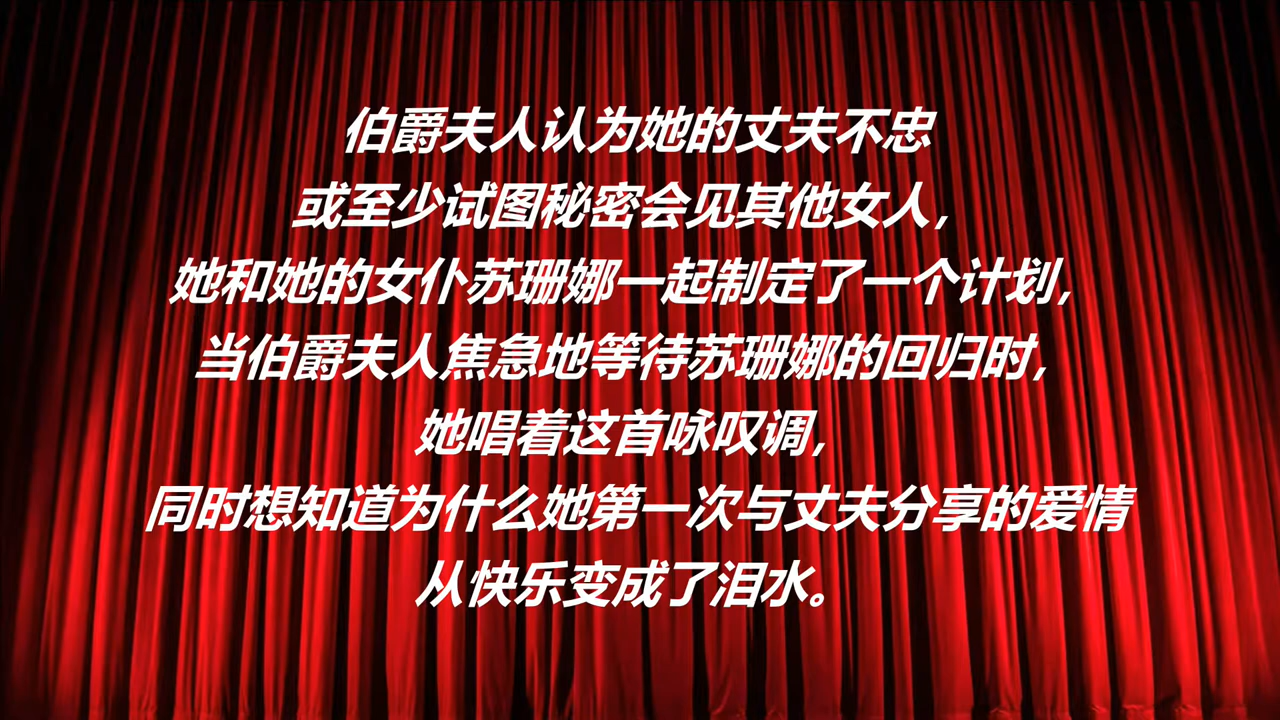 伯爵夫人认为她的丈夫不忠
或至少试图秘密会见其他女人，
她和她的女仆苏珊娜一起制定了一个计划，
当伯爵夫人焦急地等待苏珊娜的回归时，
她唱着这首咏叹调，
同时想知道为什么她第一次与丈夫分享的爱情
从快乐变成了泪水。